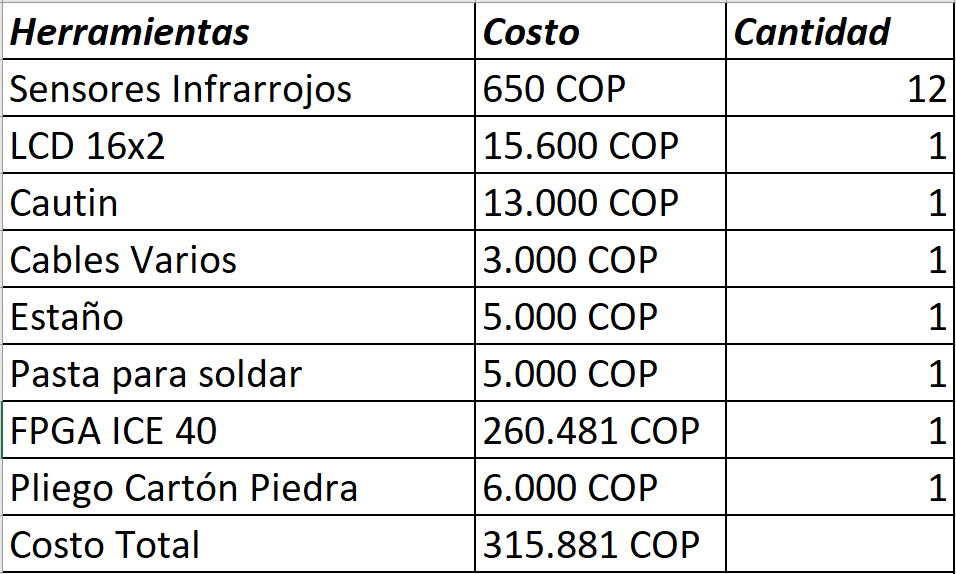 Herramientas Costo Cantidad
Sensores Infrarrojos 650 COP 12
LCD 16x2 15.600 COP 1
Cautin 13.000 COP 1
Cables Varios 3.000 COP 1
Estaño 5.000 COP 1
Pasta para soldar 5.000 COP 1
FPGA ICE 40 260.481 COP 1
Pliego Cartón Piedra 6.000 COP 1
Costo Total 315.881 COP